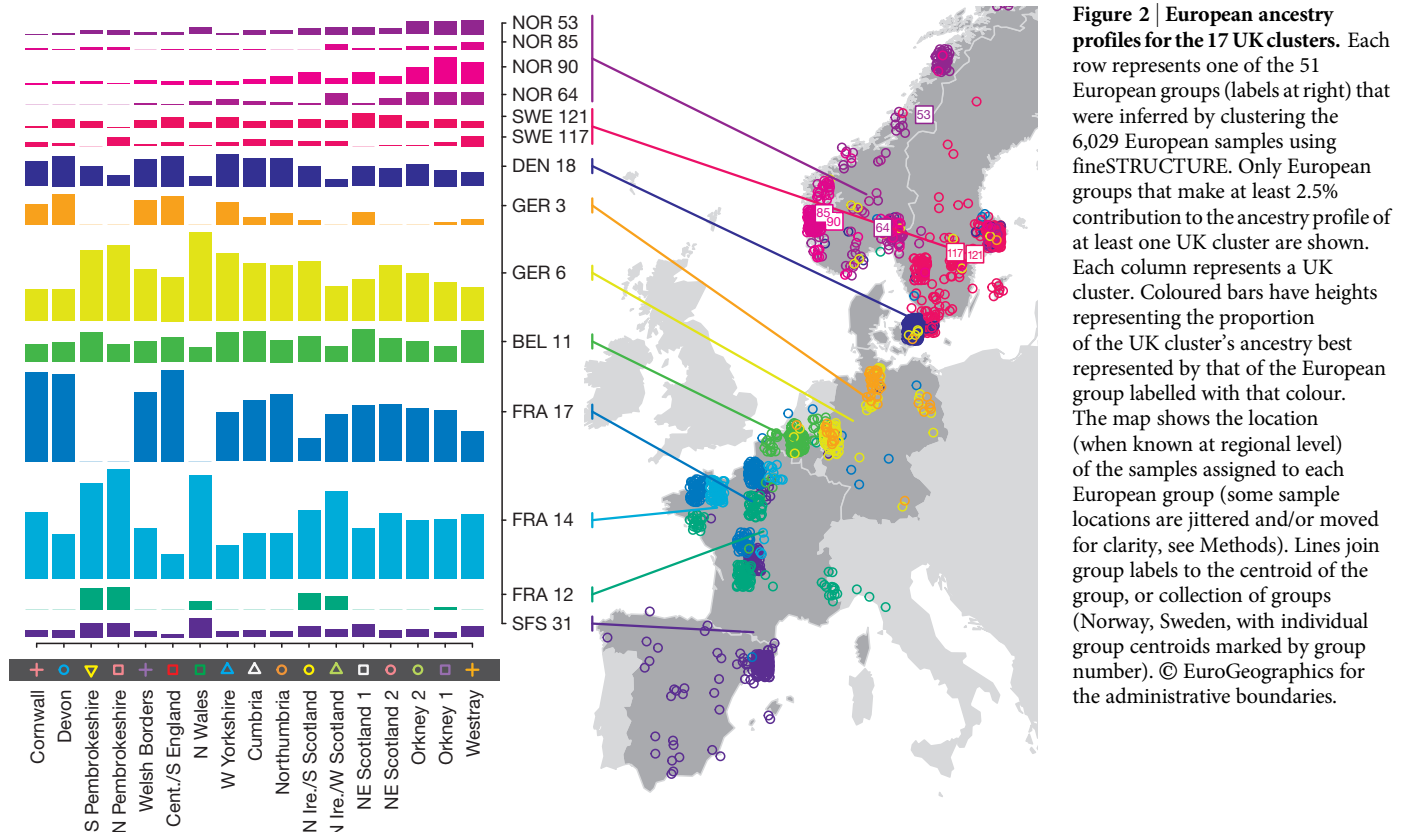 NOR 53
NOR 85
NOR 90
NOR 64
SWE 121
SWE 117
DEN 18
GER 3
GER 6
BEL 11
FRA 17
FRA 14
FRA 12
SFS 31
Cornwall
Devon
S Pembrokeshire
N Pembrokeshire
Welsh Borders
Cent./S England
N Wales
W Yorkshire
Cumbria
Northumbria
N Ire./S Scotland
N Ire./W Scotland
NE Scotland 1
NE Scotland 2
Orkney 2
Orkney 1
Westray
53
85
90
64
117
121
Figure 2 | European ancestry
profiles for the 17 UK clusters. Each
row represents one of the 51
European groups (labels at right) that
were inferred by clustering the
6,029 European samples using
fineSTRUCTURE. Only European
groups that make at least 2.5%
contribution to the ancestry profile of
at least one UK cluster are shown.
Each column represents a UK
cluster. Coloured bars have heights
representing the proportion
of the UK cluster’s ancestry best
represented by that of the European
group labelled with that colour.
The map shows the location
(when known at regional level)
of the samples assigned to each
European group (some sample
locations are jittered and/or moved
for clarity, see Methods). Lines join
group labels to the centroid of the
group, or collection of groups
(Norway, Sweden, with individual
group centroids marked by group
number). © EuroGeographics for
the administrative boundaries.